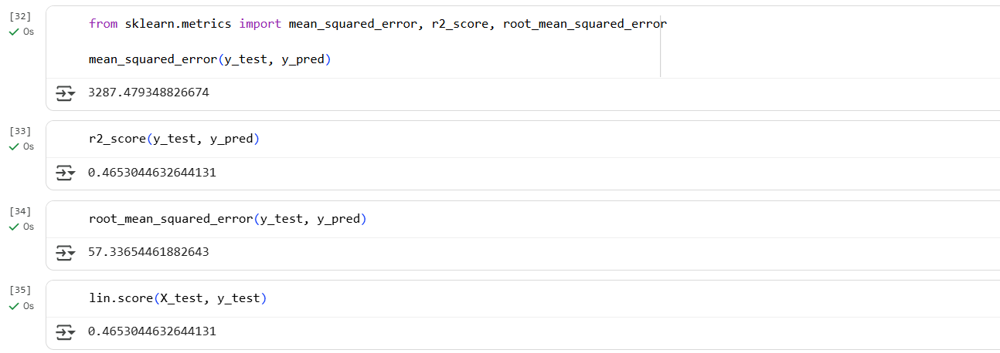 [32]
from sklearn.metrics import mean_squared_error, r2_score, root_mean_squared_error
0s
mean_squared_error(y_test, y_pred)
3287.479348826674
[33]
r2_score(y_test, y_pred)
0s
0.4653044632644131
[34]
root_mean_squared_error(y_test, y_pred)
0s
57.33654461882643
[35]
lin.score(X_test, y_test)
0s
0.4653044632644131